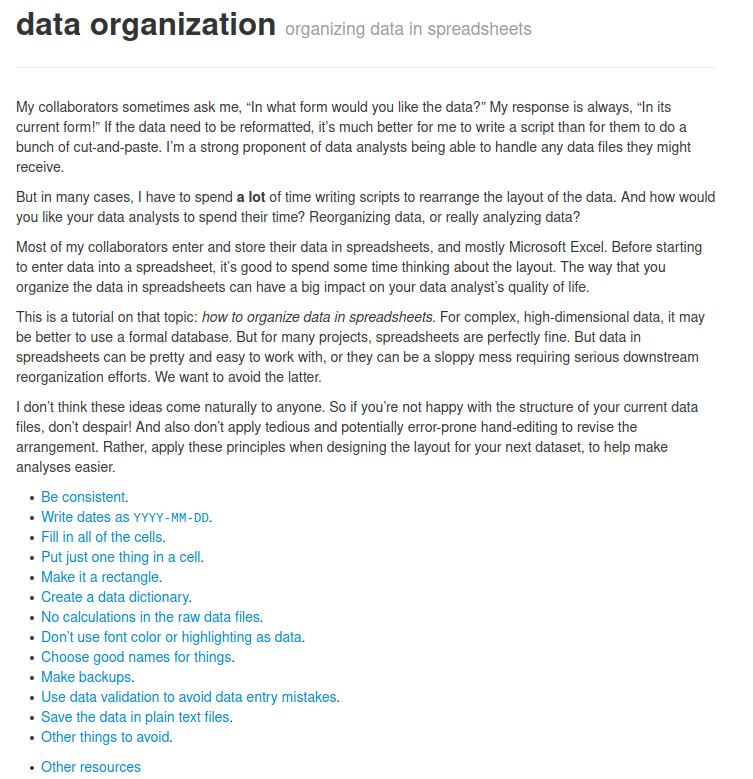 data organization organizing data in spreadsheets
My collaborators sometimes ask me, “In what form would you like the data?” My response is always, “In its
current form!” If the data need to be reformatted, it’s much better for me to write a script than for them to do a
bunch of cut-and-paste. I’m a strong proponent of data analysts being able to handle any data files they might
receive.
But in many cases, I have to spend a lot of time writing scripts to rearrange the layout of the data. And how would
you like your data analysts to spend their time? Reorganizing data, or really analyzing data?
Most of my collaborators enter and store their data in spreadsheets, and mostly Microsoft Excel. Before starting
to enter data into a spreadsheet, it’s good to spend some time thinking about the layout. The way that you
organize the data in spreadsheets can have a big impact on your data analyst’s quality of life.
This is a tutorial on that topic: how to organize data in spreadsheets. For complex, high-dimensional data, it may
be better to use a formal database. But for many projects, spreadsheets are perfectly fine. But data in
spreadsheets can be pretty and easy to work with, or they can be a sloppy mess requiring serious downstream
reorganization efforts. We want to avoid the latter.
I don’t think these ideas come naturally to anyone. So if you’re not happy with the structure of your current data
files, don’t despair! And also don’t apply tedious and potentially error-prone hand-editing to revise the
arrangement. Rather, apply these principles when designing the layout for your next dataset, to help make
analyses easier.
• Be consistent.
• Write dates as YYYY-MM-DD.
• Fill in all of the cells.
• Put just one thing in a cell.
• Make it a rectangle.
• Create a data dictionary.
• No calculations in the raw data files.
• Don’t use font color or highlighting as data.
• Choose good names for things.
• Make backups.
• Use data validation to avoid data entry mistakes.
• Save the data in plain text files.
• Other things to avoid.
• Other resources